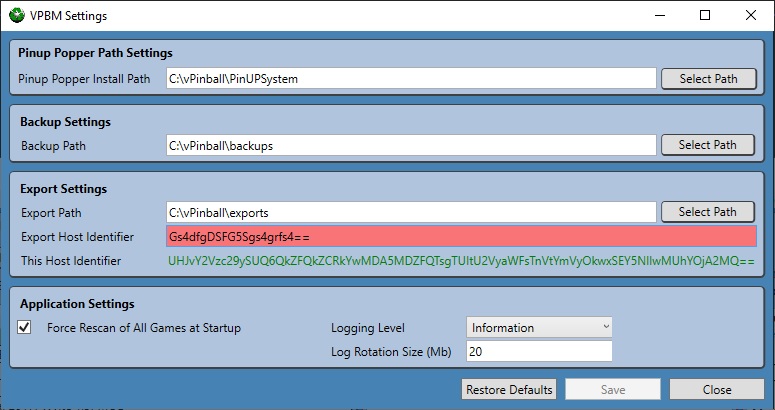 VPBM Settings
Pinup Popper Path Settings
Pinup Popper Install Path C:\vPinball\PinUPSystem Select Path
Backup Settings
Backup Path C:\vPinball\backups Select Path
Export Settings
Export Path C:\vPinball\exports Select Path
Export Host Identifier Gs4dfgDSFG5Sgs4grfs4==
This Host Identifier
Application Settings
Force Rescan of All Games at Startup Logging Level Information
Log Rotation Size (Mb) 20
Restore Defaults Save Close